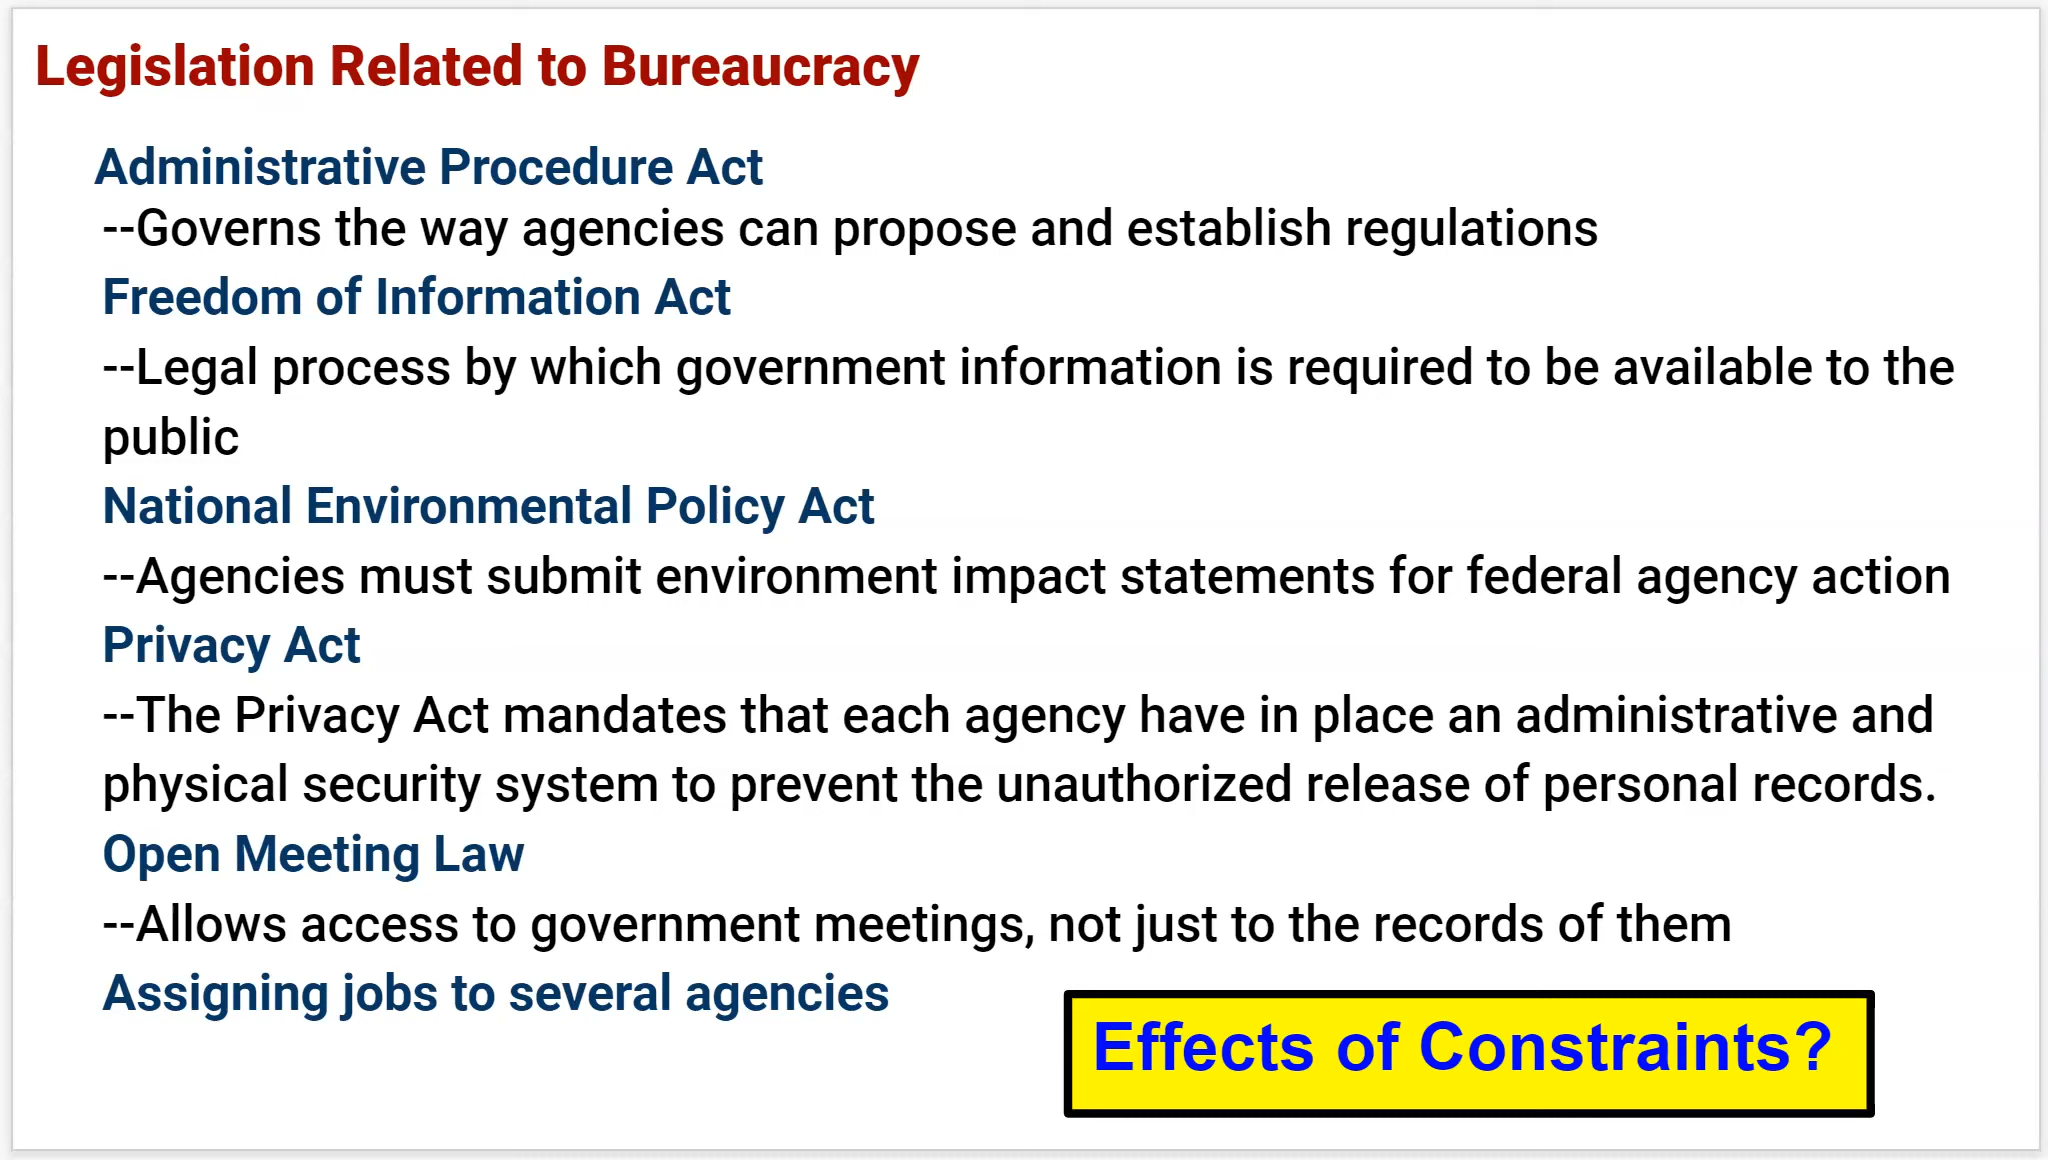 Legislation Related to Bureaucracy
Administrative Procedure Act
--Governs the way agencies can propose and establish regulations
Freedom of Information Act
--Legal process by which government information is required to be available to the
public
National Environmental Policy Act
--Agencies must submit environment impact statements for federal agency action
Privacy Act
--The Privacy Act mandates that each agency have in place an administrative and
physical security system to prevent the unauthorized release of personal records.
Open Meeting Law
--Allows access to government meetings, not just to the records of them
Assigning jobs to several agencies
Effects of Constraints?